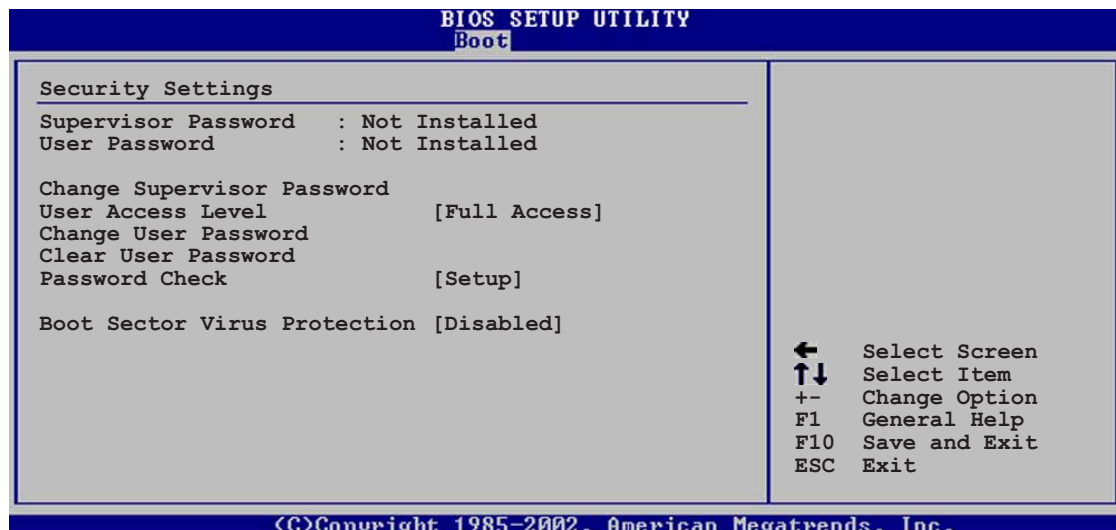 BIOS SETUP UTILITY
Boot
Security Settings
Supervisor Password : Not Installed
User Password : Not Installed
Change Supervisor Password
User Access Level [Full Access]
Change User Password
Clear User Password
Password Check [Setup]
Boot Sector Virus Protection [Disabled]
← Select Screen
↑↓ Select Item
+- Change Option
F1 General Help
F10 Save and Exit
ESC Exit
(C)Copyright 1985-2002, American Megatrends, Inc.